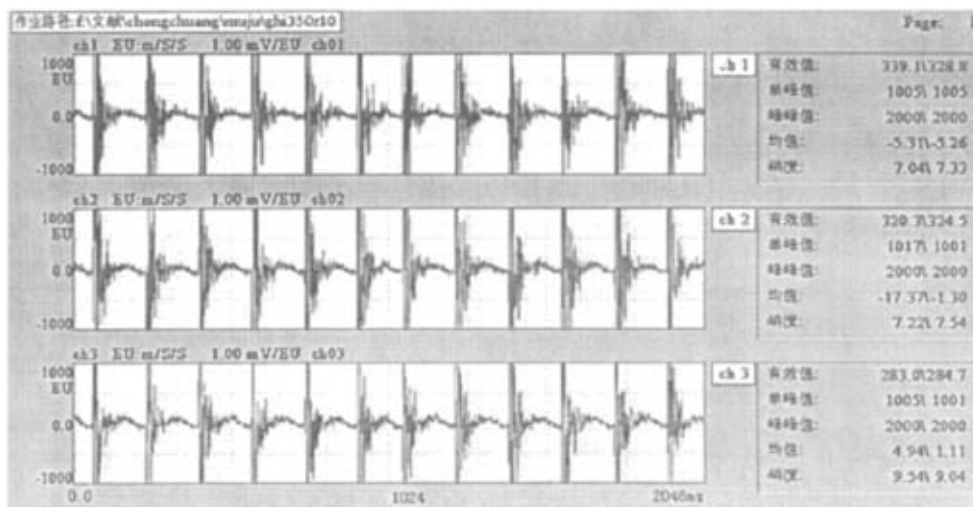 作业路径: Page:
ch1 EU:m/S/S 1.00 mV/EU ch01
1000
EU
0.0
-1000
ch 1
有效值: 339.1\328.8
单峰值: 1005\ 1005
峰峰值: 2000\ 2000
均值: -5.31\-5.26
峭度: 7.04\ 7.33
ch2 EU:m/S/S 1.00 mV/EU ch02
1000
EU
0.0
-1000
ch 2
有效值: 320.3\324.5
单峰值: 1017\ 1001
峰峰值: 2000\ 2000
均值: -17.37\-1.30
峭度: 7.22\ 7.54
ch3 EU:m/S/S 1.00 mV/EU ch03
1000
EU
0.0
-1000
ch 3
有效值: 283.0\284.7
单峰值: 1005\ 1001
峰峰值: 2000\ 2000
均值: 4.94\ 1.11
峭度: 9.54\ 9.04
0.0 1024 2048ms